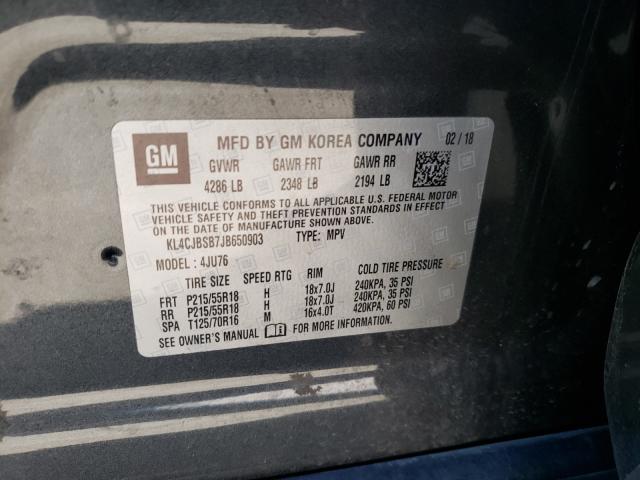 GM MFD BY GM KOREA COMPANY 02 / 18
GVWR GAWR FRT GAWR RR
4286 LB 2348 LB 2194 LB
THIS VEHICLE CONFORMS TO ALL APPLICABLE U.S. FEDERAL MOTOR
VEHICLE SAFETY AND THEFT PREVENTION STANDARDS IN EFFECT
ON THE DATE OF MANUFACTURE SHOWN ABOVE.
KL4CJBSB7JB650903 TYPE: MPV
MODEL: 4JU76
TIRE SIZE SPEED RTG RIM COLD TIRE PRESSURE
FRT P215/55R18 H 18x7.0J 240KPA, 35 PSI
RR P215/55R18 H 18x7.0J 240KPA, 35 PSI
SPA T125/70R16 M 16x4.0T 420KPA, 60 PSI
SEE OWNER'S MANUAL FOR MORE INFORMATION.